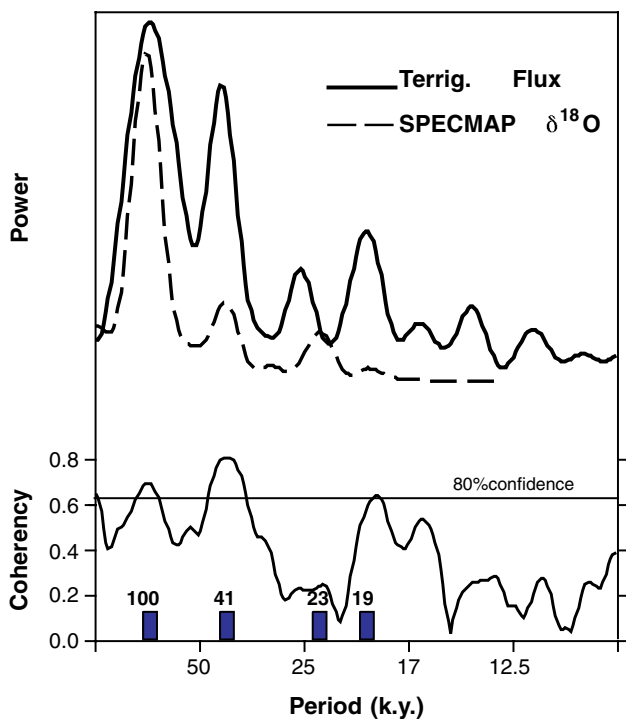 Terrig. Flux
SPECMAP δ18O
Power
0.8
0.6
0.4
0.2
0.0
Coherency
80%confidence
100 41 23 19
50 25 17 12.5
Period (k.y.)